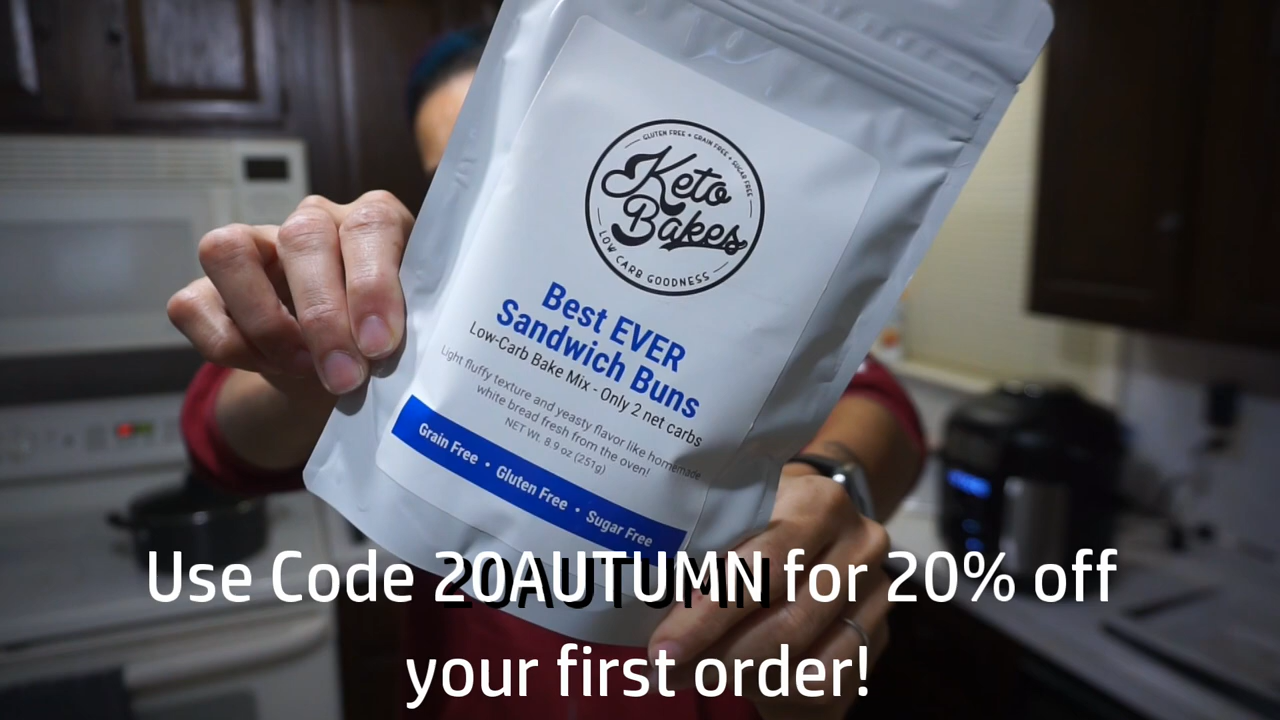 GLUTEN FREE + GRAIN FREE + SUGAR FREE
Keto
Bakes
LOW CARB GOODNESS
Best EVER
Sandwich Buns
Low-Carb Bake Mix - Only 2 net carbs
Light fluffy texture and yeasty flavor like homemade
white bread fresh from the oven!
NET Wt. 8.9 oz (251g)
Grain Free • Gluten Free • Sugar Free
Use Code 20AUTUMN for 20% off
your first order!